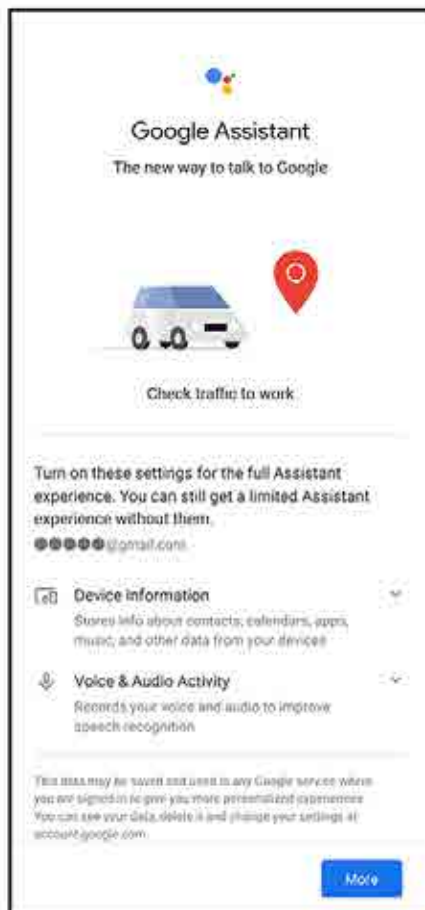 Google Assistant
The new way to talk to Google
Check traffic to work
Turn on these settings for the full Assistant
experience. You can still get a limited Assistant
experience without them.
@gmail.com
Device Information
Stores info about contacts, calendars, apps,
music, and other data from your devices
Voice & Audio Activity
Records your voice and audio to improve
speech recognition
This data may be saved and used in any Google service where
you are signed in to give you more personalized experiences.
You can see your data, delete it and change your settings at
account.google.com.
More